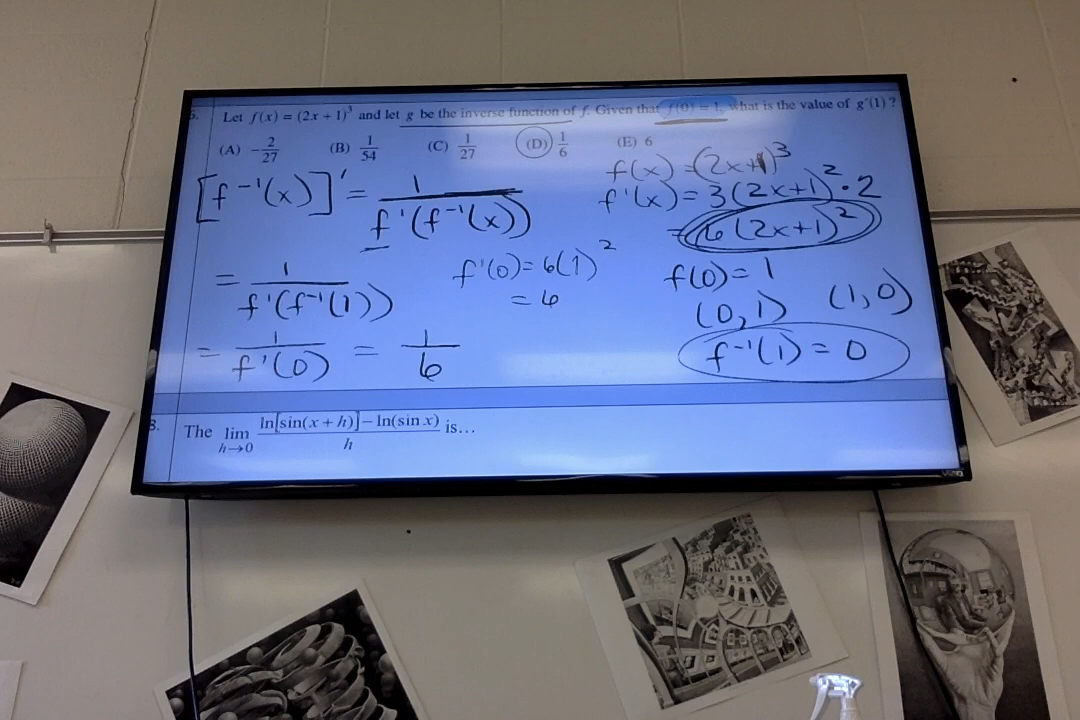 5. Let f(x) = (2x + 1)³ and let g be the inverse function of f. Given that f(0) = 1, what is the value of g'(1)?
(A) -2/27 (B) 1/54 (C) 1/27 (D) 1/6 (E) 6
f(x) = (2x+1)³
[f⁻¹(x)]' = 1/f'(f⁻¹(x))
f'(x) = 3(2x+1)²·2
= 6(2x+1)²
= 1/f'(f⁻¹(1))
f'(0) = 6(1)²
= 6
f(0) = 1
(0,1) (1,0)
= 1/f'(0) = 1/6
f⁻¹(1) = 0
The lim h→0 ln[sin(x + h)] – ln(sin x)/h is...